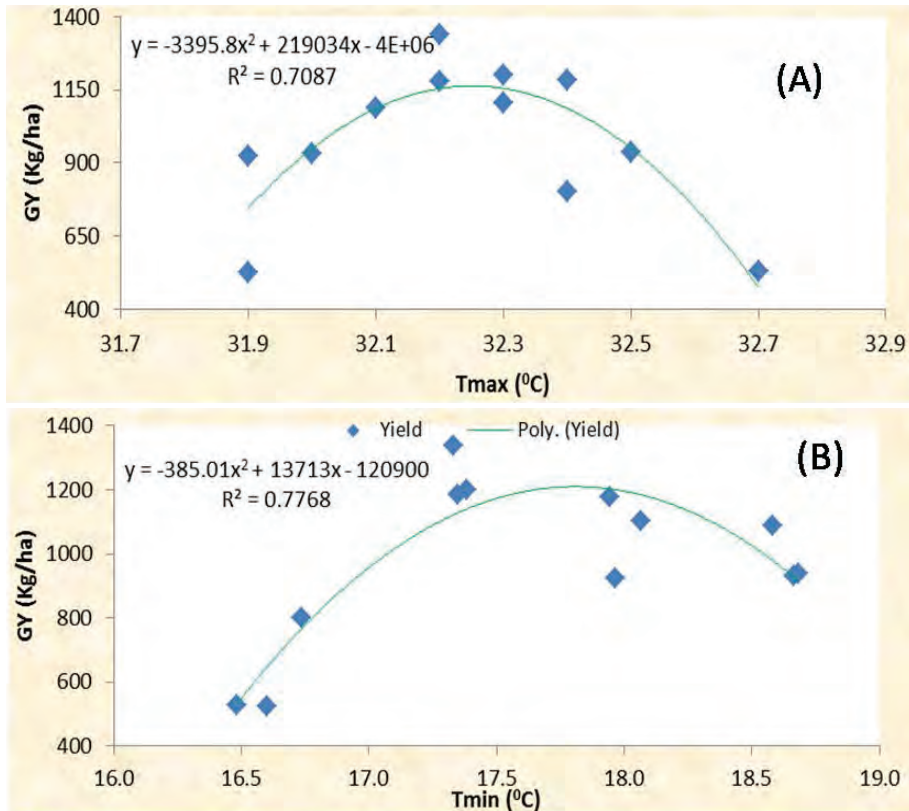 1400
y = -3395.8x² + 219034x - 4E+06
R² = 0.7087
(A)
1150
900
650
400
GY (Kg/ha)
31.7 31.9 32.1 32.3 32.5 32.7 32.9
Tmax (⁰C)
1400
Yield Poly. (Yield)
y = -385.01x² + 13713x - 120900
R² = 0.7768
(B)
1200
1000
800
600
400
GY (Kg/ha)
16.0 16.5 17.0 17.5 18.0 18.5 19.0
Tmin (⁰C)